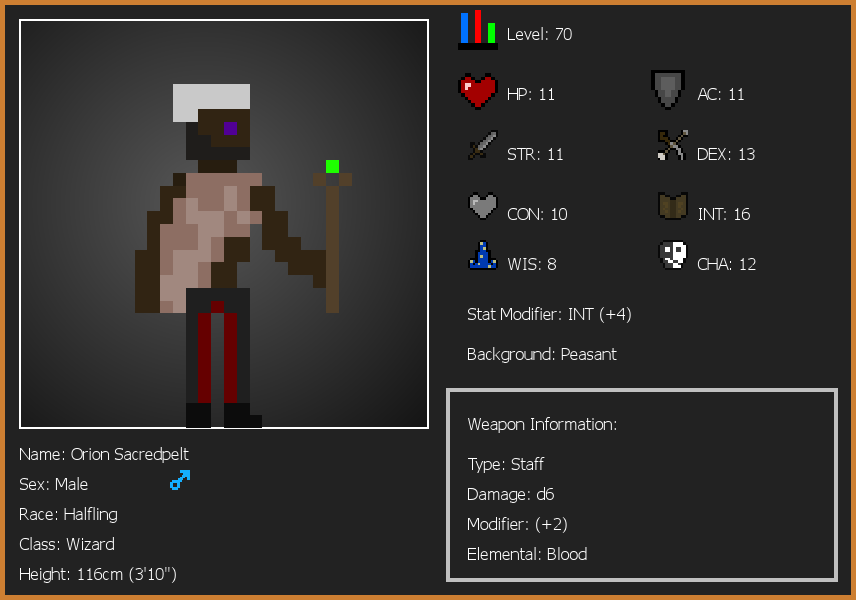 Level: 70
HP: 11
AC: 11
STR: 11
DEX: 13
CON: 10
INT: 16
WIS: 8
CHA: 12
Stat Modifier: INT (+4)
Background: Peasant
Weapon Information:
Type: Staff
Damage: d6
Modifier: (+2)
Elemental: Blood
Name: Orion Sacredpelt
Sex: Male
Race: Halfling
Class: Wizard
Height: 116cm (3'10")